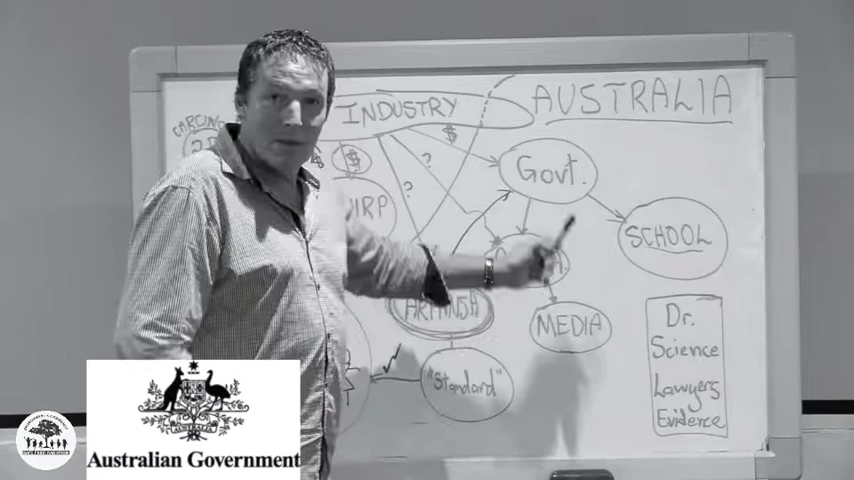 INDUSTRY
AUSTRALIA
$
$
$
?
?
Govt.
SCHOOL
ARPANSA
MEDIA
"Standard"
Dr.
Science
Lawyers
Evidence
Australian Government